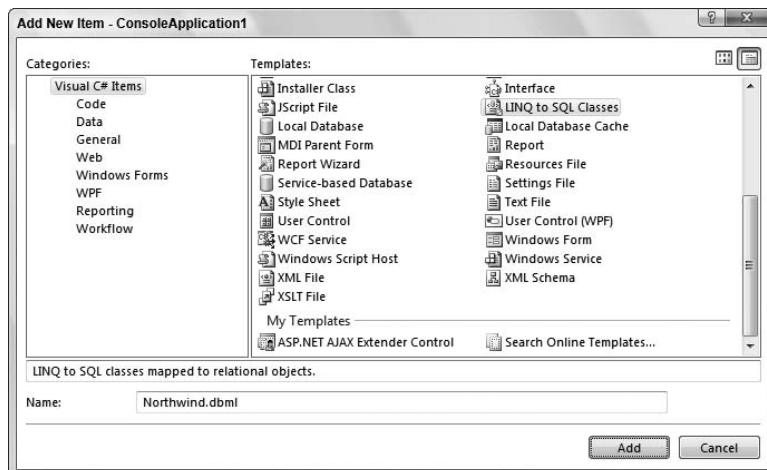 Add New Item - ConsoleApplication1
Categories:
Visual C# Items
Code
Data
General
Web
Windows Forms
WPF
Reporting
Workflow
Templates:
Installer Class
JScript File
Local Database
MDI Parent Form
Report Wizard
Service-based Database
Style Sheet
User Control
WCF Service
Windows Script Host
XML File
XSLT File
Interface
LINQ to SQL Classes
Local Database Cache
Report
Resources File
Settings File
Text File
User Control (WPF)
Windows Form
Windows Service
XML Schema
My Templates
ASP.NET AJAX Extender Control
Search Online Templates...
LINQ to SQL classes mapped to relational objects.
Name: Northwind.dbml
Add Cancel